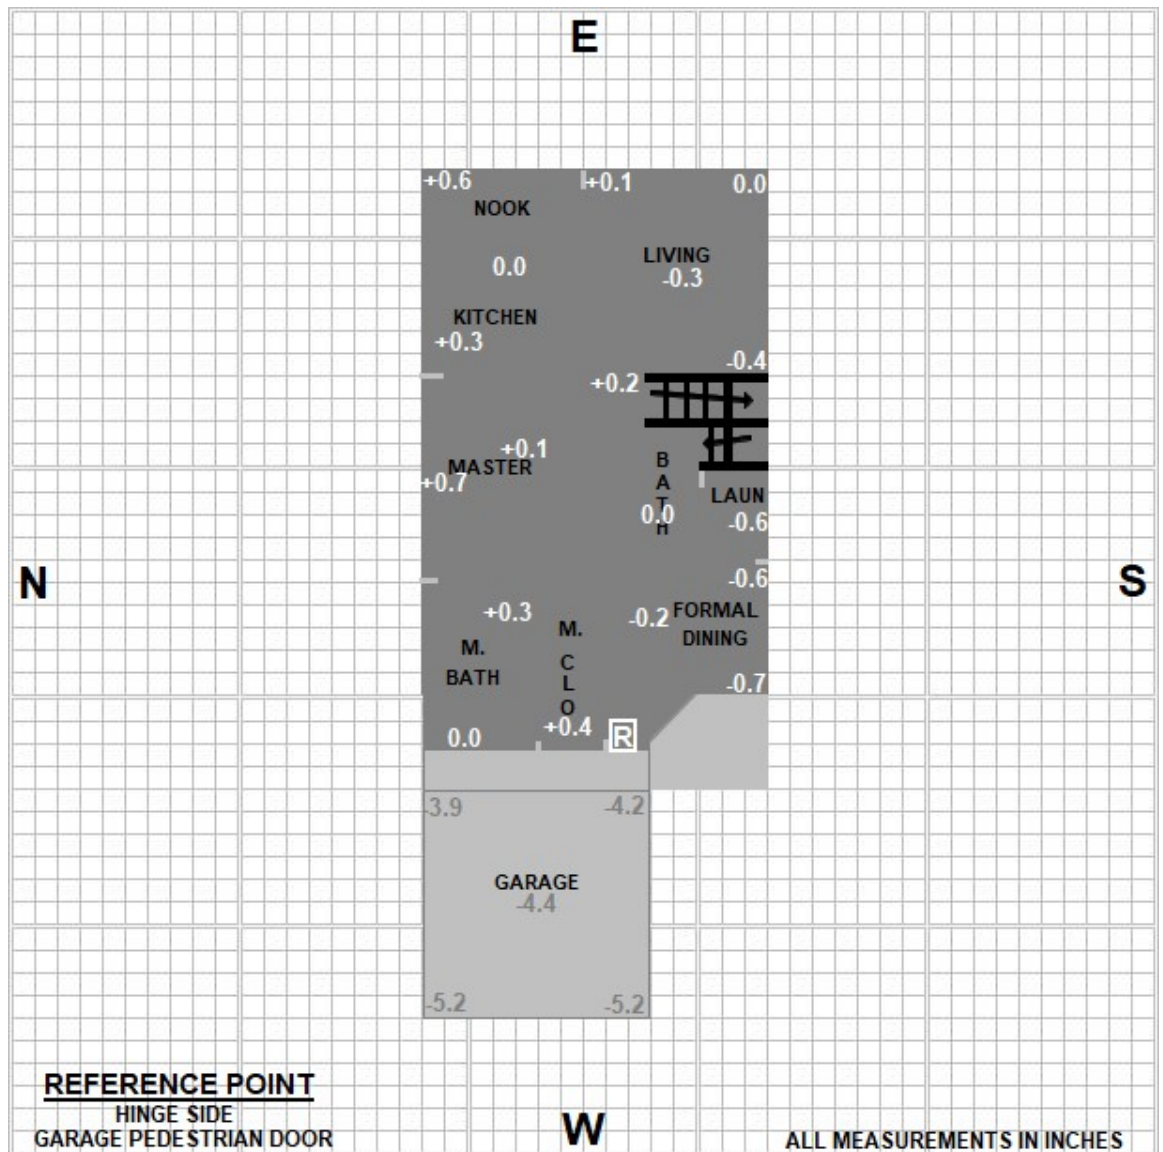 E
+0.6 +0.1 0.0
NOOK
LIVING
0.0 -0.3
KITCHEN
+0.3
-0.4
+0.2
+0.1
MASTER
+0.7
BATH
LAUN
0.0 -0.6
N
-0.6
S
+0.3 -0.2 FORMAL
DINING
M.
BATH
M.
CLO
-0.7
0.0 +0.4 R
-3.9 -4.2
GARAGE
-4.4
-5.2 -5.2
REFERENCE POINT
HINGE SIDE
GARAGE PEDESTRIAN DOOR
W
ALL MEASUREMENTS IN INCHES